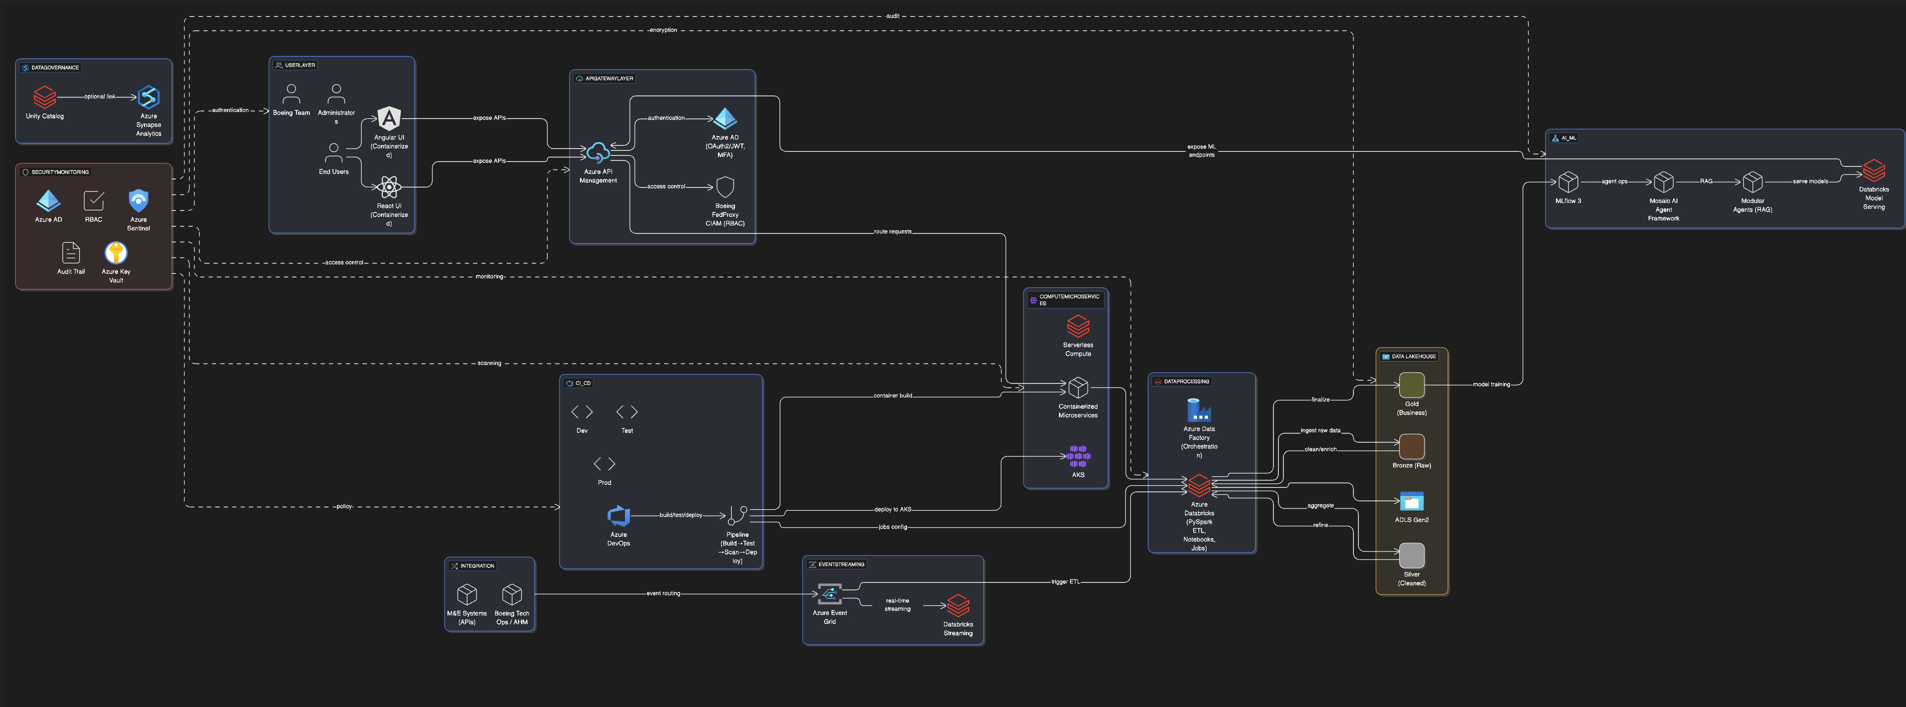 audit
encryption
DATAGOVERNANCE
Unity Catalog
optional link
Azure
Synapse
Analytics
SECURITYMONITORING
Azure AD
RBAC
Azure
Sentinel
Audit Trail
Azure Key
Vault
authentication
access control
monitoring
scanning
policy
USERLAYER
Boeing Team
Administrator
s
End Users
Angular UI
(Containerize
d)
React UI
(Containerize
d)
expose APIs
expose APIs
APIGATEWAYLAYER
Azure API
Management
authentication
Azure AD
(OAuth2/JWT,
MFA)
access control
Boeing
FedProxy
CIAM (RBAC)
route requests
expose ML
endpoints
AI_ML
MLflow 3
agent ops
Mosaic AI
Agent
Framework
RAG
Modular
Agents (RAG)
serve models
Databricks
Model
Serving
COMPUTEMICROSERVIC
ES
Serverless
Compute
Containerized
Microservices
AKS
CI_CD
Dev
Test
Prod
Azure
DevOps
build/test/deploy
Pipeline
(Build→Test
→Scan→Dep
loy)
container build
deploy to AKS
jobs config
DATAPROCESSING
Azure Data
Factory
(Orchestratio
n)
Azure
Databricks
(PySpark
ETL,
Notebooks,
Jobs)
finalize
ingest raw data
clean/enrich
aggregate
refine
DATA LAKEHOUSE
Gold
(Business)
Bronze (Raw)
ADLS Gen2
Silver
(Cleaned)
model training
INTEGRATION
M&E Systems
(APIs)
Boeing Tech
Ops / AHM
event routing
EVENTSTREAMING
Azure Event
Grid
real-time
streaming
Databricks
Streaming
trigger ETL